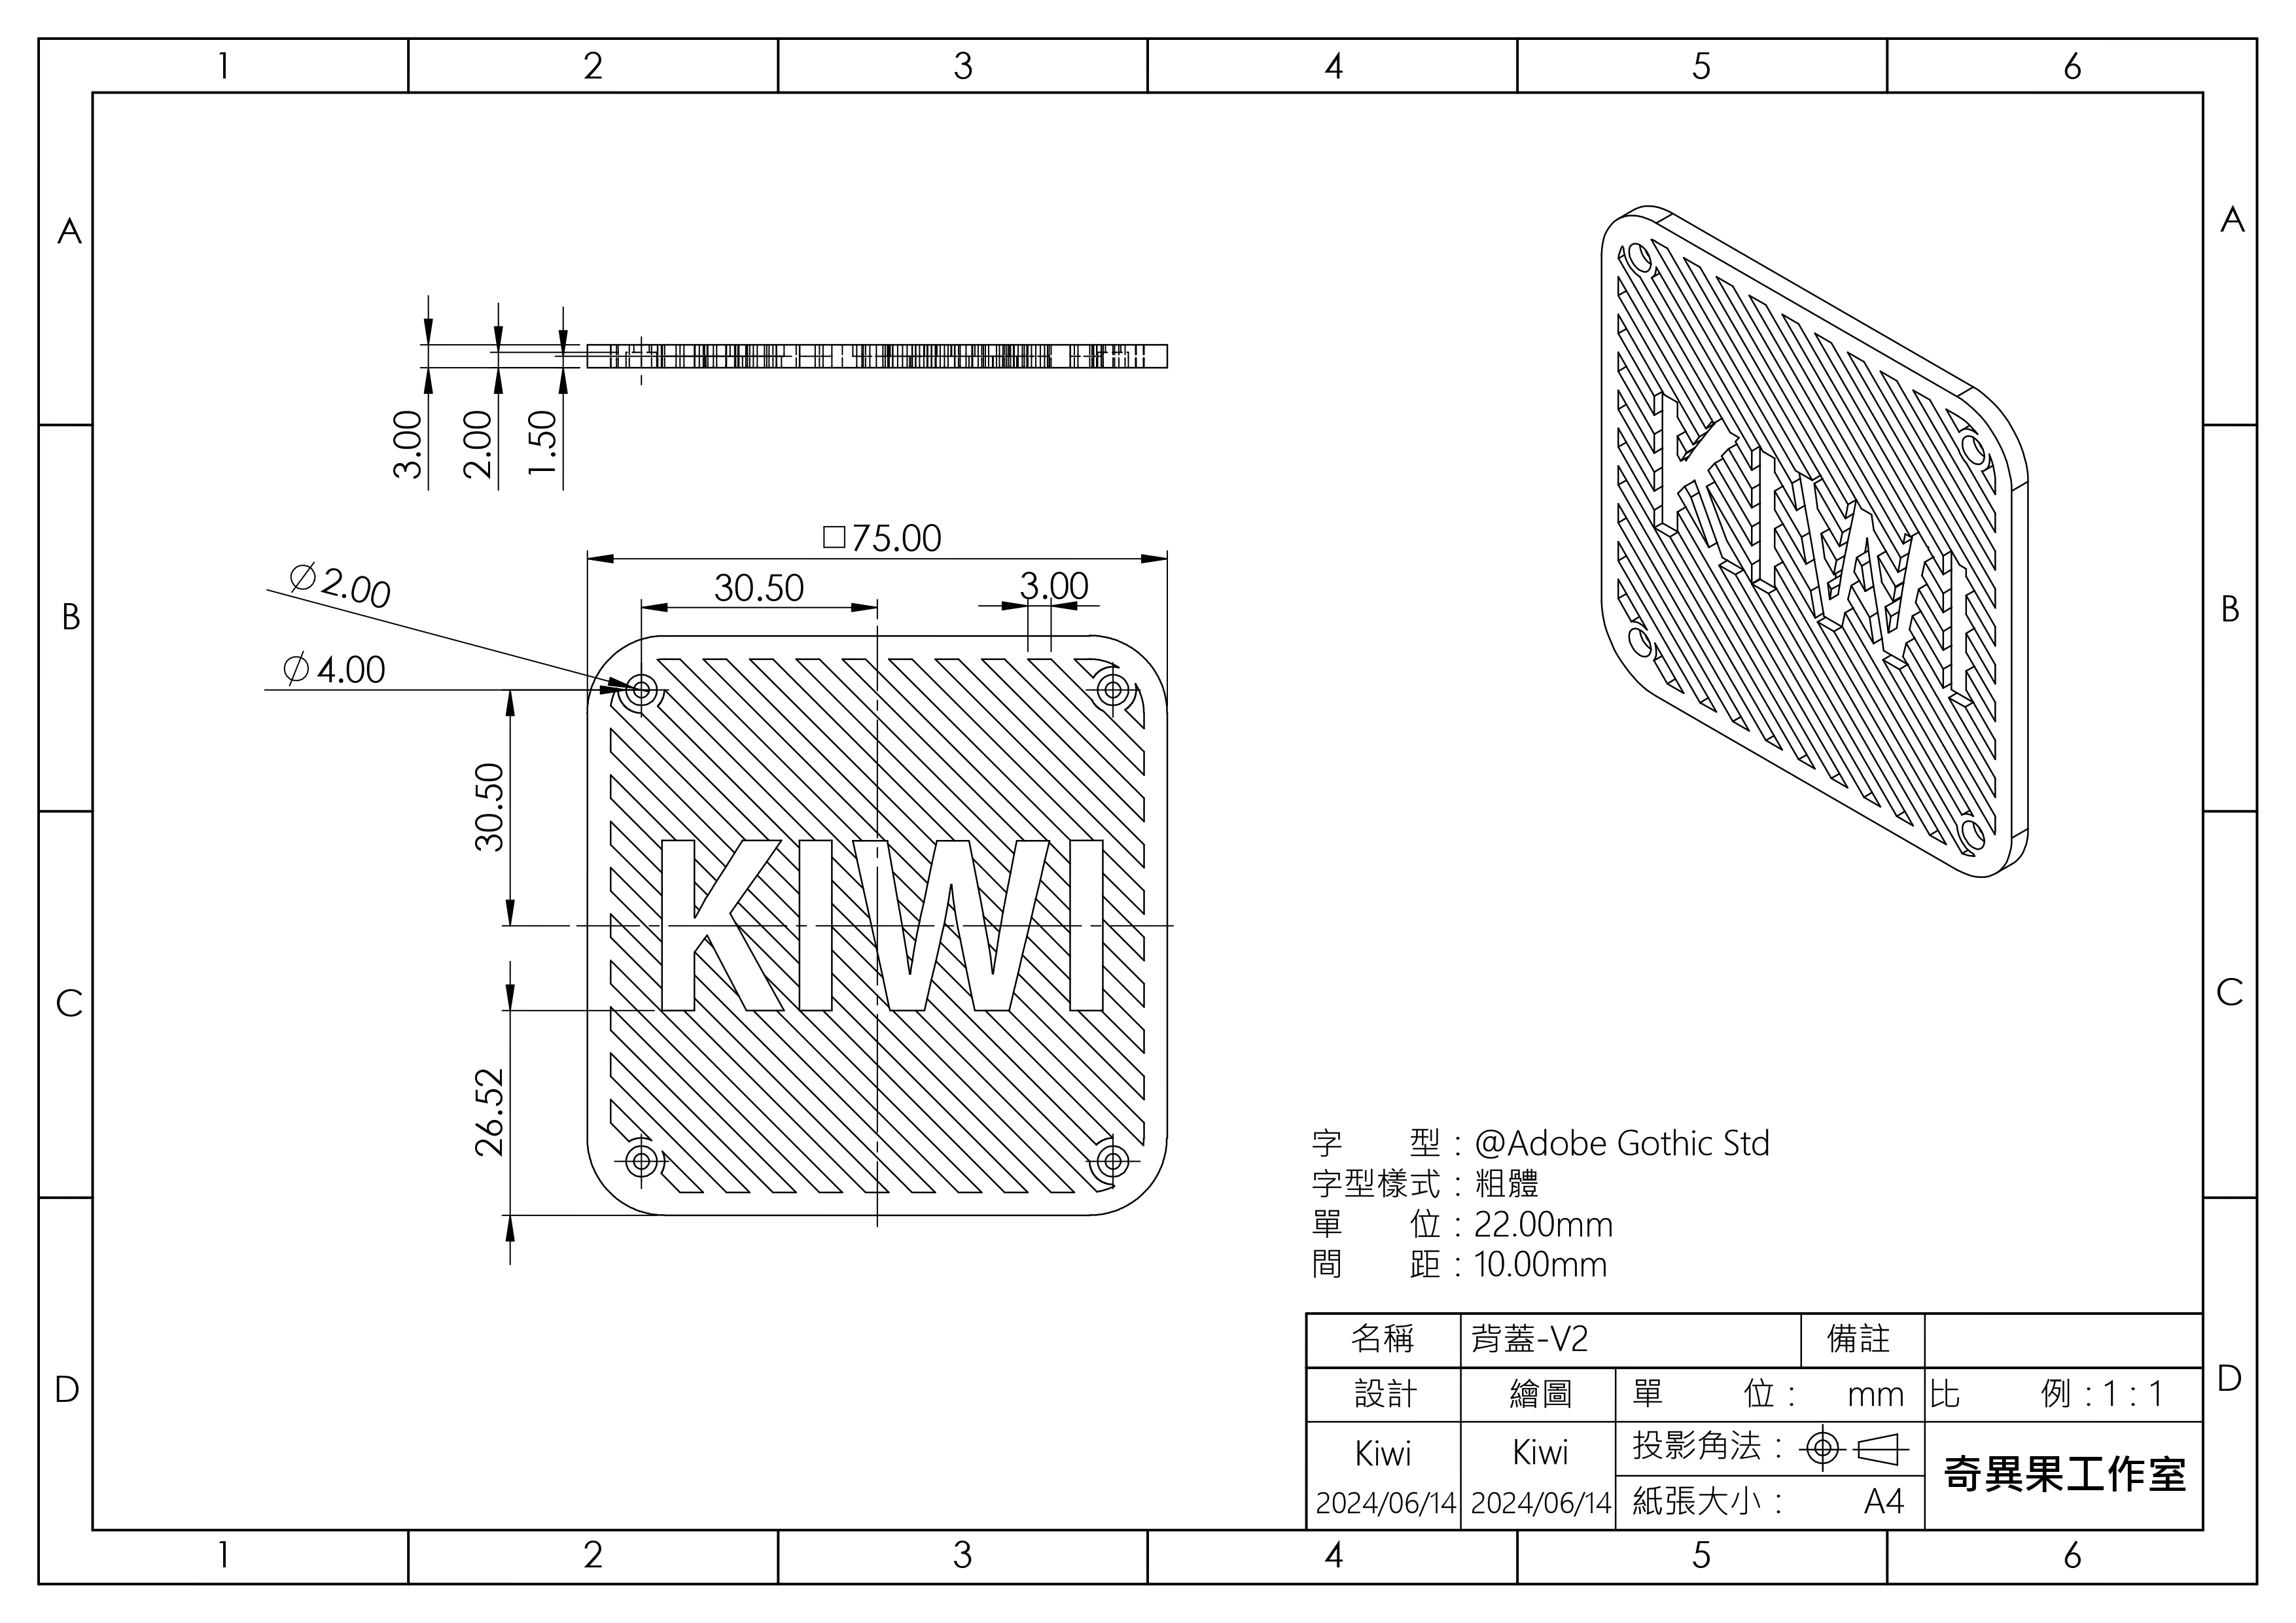 1 2 3 4 5 6
A A
3.00 2.00 1.50
□75.00
∅2.00 30.50 3.00
B B
∅4.00
30.50
KIWI
C C
26.52
字 型：@Adobe Gothic Std
字型樣式：粗體
單 位：22.00mm
間 距：10.00mm
名稱 背蓋-V2 備註
D D
設計 繪圖 單 位： mm 比 例：1：1
Kiwi Kiwi 投影角法：
奇異果工作室
2024/06/14 2024/06/14 紙張大小： A4
1 2 3 4 5 6